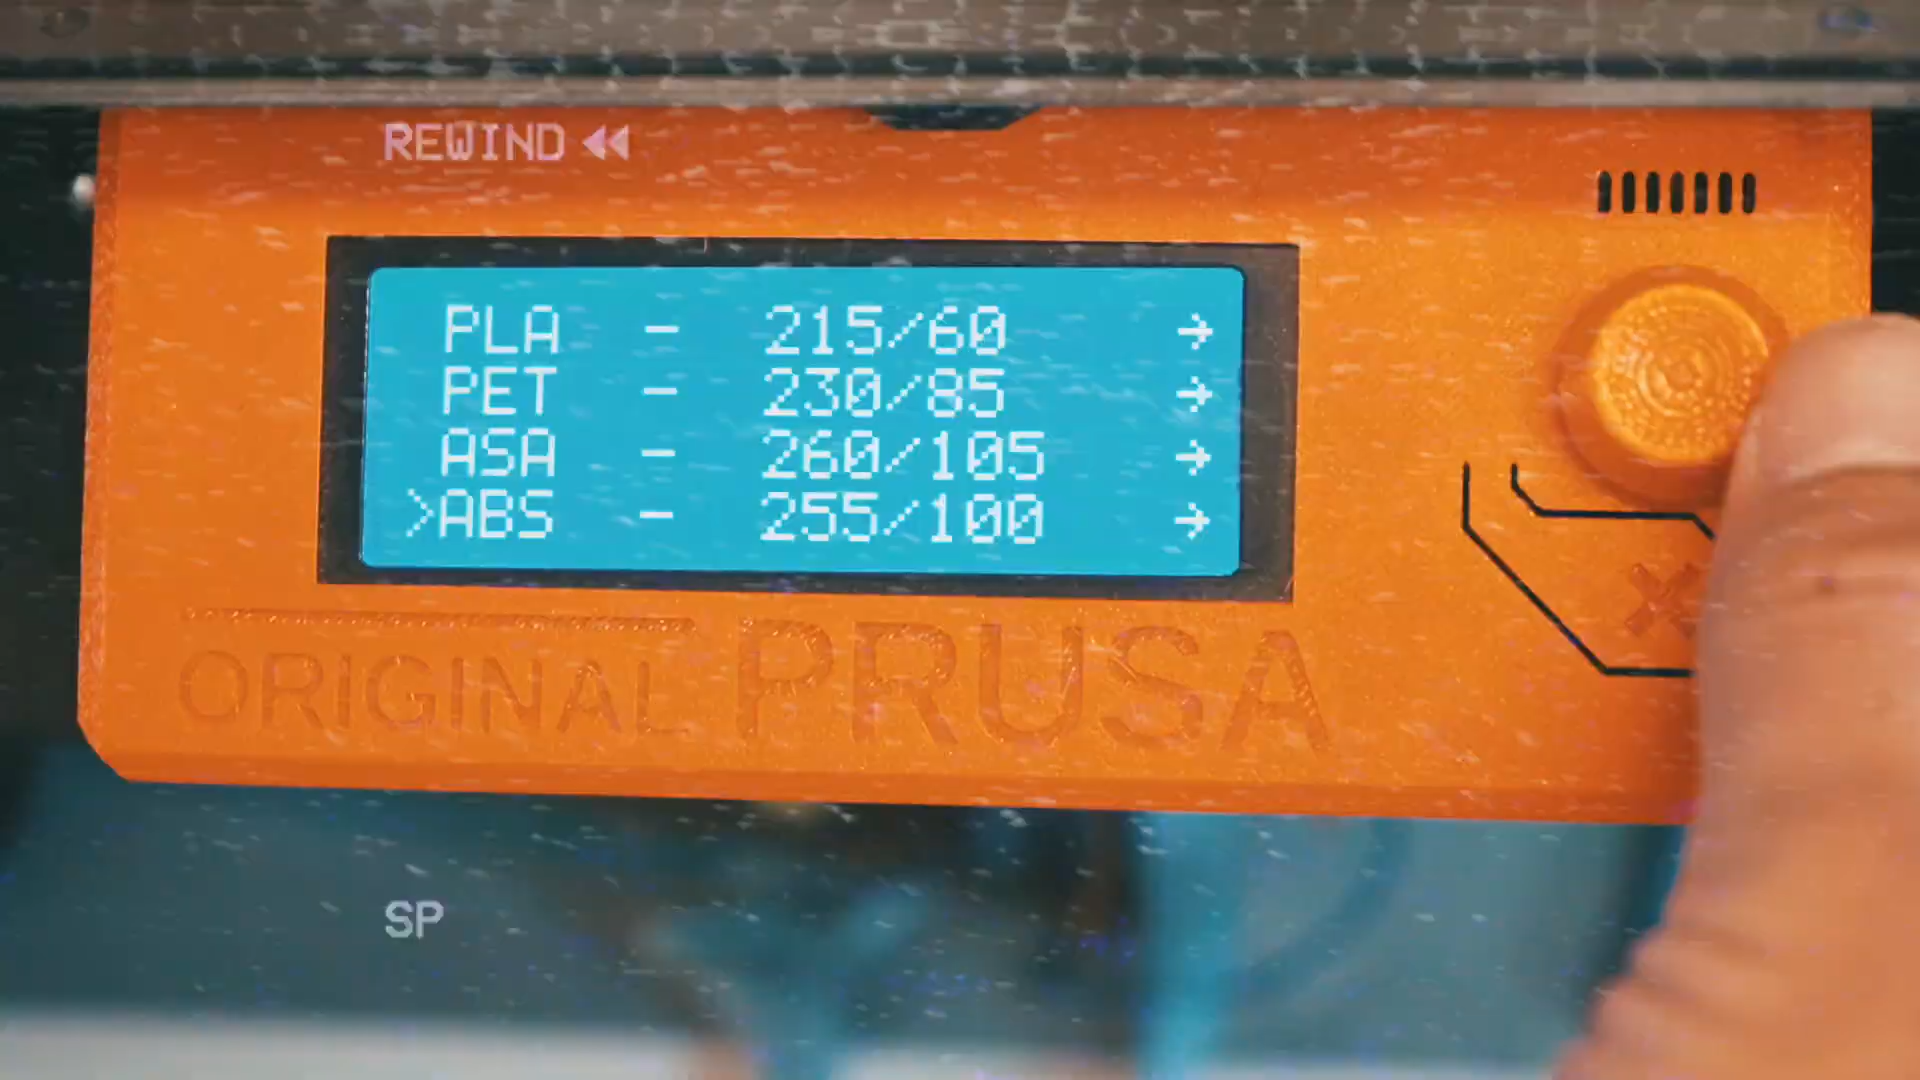 REWIND
PLA - 215/60 →
PET - 230/85 →
ASA - 260/105 →
>ABS - 255/100 →
ORIGINAL PRUSA
SP